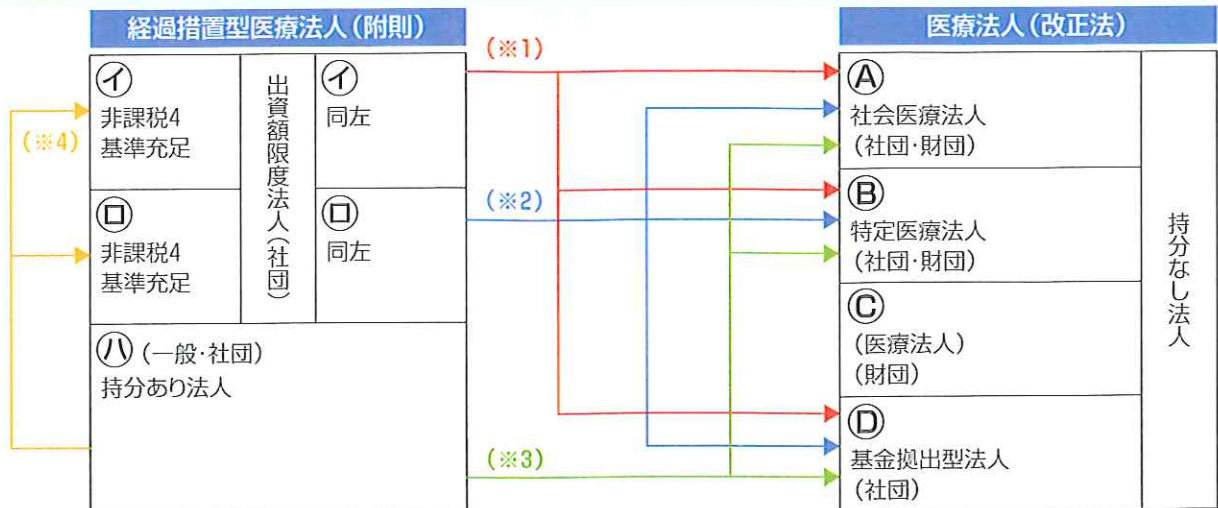 経過措置型医療法人(附則)
㋑
非課税4
基準充足
出資額限度法人(社団)
㋑
同左
㋺
非課税4
基準充足
㋺
同左
㋩(一般・社団)
持分あり法人
(※4)
(※1)
(※2)
(※3)
医療法人(改正法)
Ⓐ
社会医療法人
(社団・財団)
Ⓑ
特定医療法人
(社団・財団)
Ⓒ
(医療法人)
(財団)
Ⓓ
基金拠出型法人
(社団)
持分なし法人